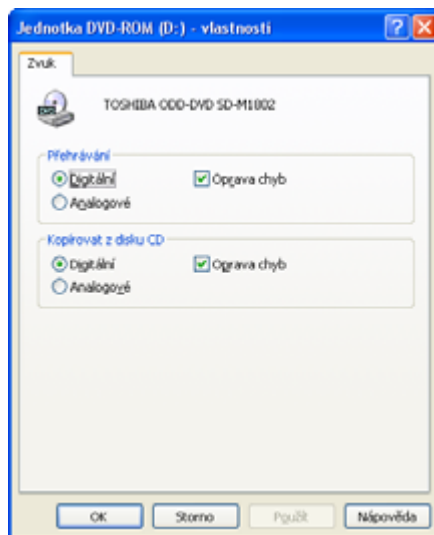 Jednotka DVD-ROM (D:) - vlastnosti
Zvuk
TOSHIBA ODD-DVD SD-M1802
Přehrávání
Digitální
Oprava chyb
Analogové
Kopírovat z disku CD
Digitální
Oprava chyb
Analogové
OK Storno Použít Nápověda